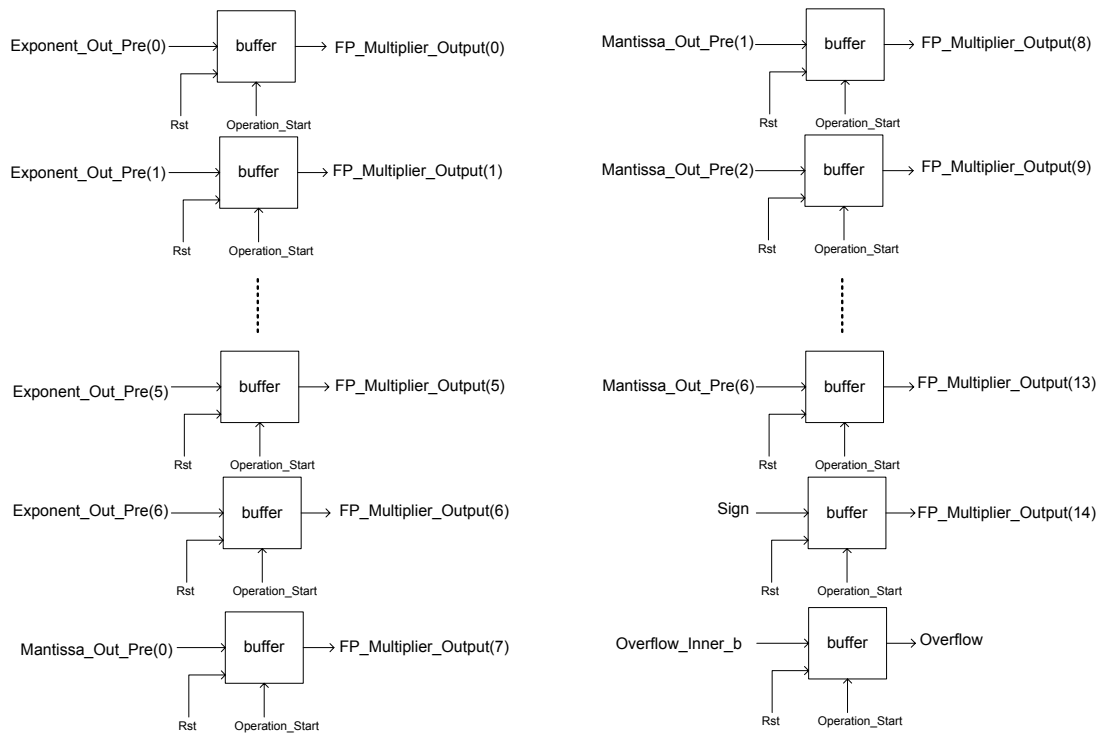 Exponent_Out_Pre(0) buffer FP_Multiplier_Output(0)
Rst Operation_Start
Exponent_Out_Pre(1) buffer FP_Multiplier_Output(1)
Rst Operation_Start
Exponent_Out_Pre(5) buffer FP_Multiplier_Output(5)
Rst Operation_Start
Exponent_Out_Pre(6) buffer FP_Multiplier_Output(6)
Rst Operation_Start
Mantissa_Out_Pre(0) buffer FP_Multiplier_Output(7)
Rst Operation_Start
Mantissa_Out_Pre(1) buffer FP_Multiplier_Output(8)
Rst Operation_Start
Mantissa_Out_Pre(2) buffer FP_Multiplier_Output(9)
Rst Operation_Start
Mantissa_Out_Pre(6) buffer FP_Multiplier_Output(13)
Rst Operation_Start
Sign buffer FP_Multiplier_Output(14)
Rst Operation_Start
Overflow_Inner_b buffer Overflow
Rst Operation_Start